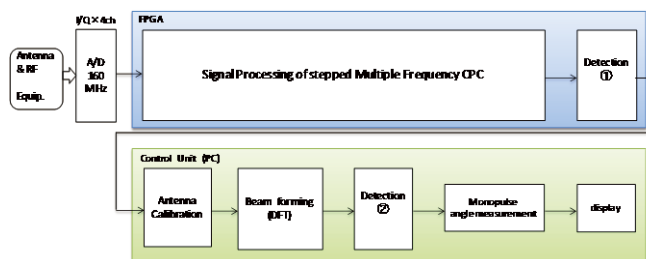 I/Q×4ch
FPGA
Antenna
& RF
Equip.
A/D
160
MHz
Signal Processing of stepped Multiple Frequency CPC
Detection
①
Control Unit (PC)
Antenna
Calibration
Beam forming
(DFT)
Detection
②
Monopulse
angle measurement
display